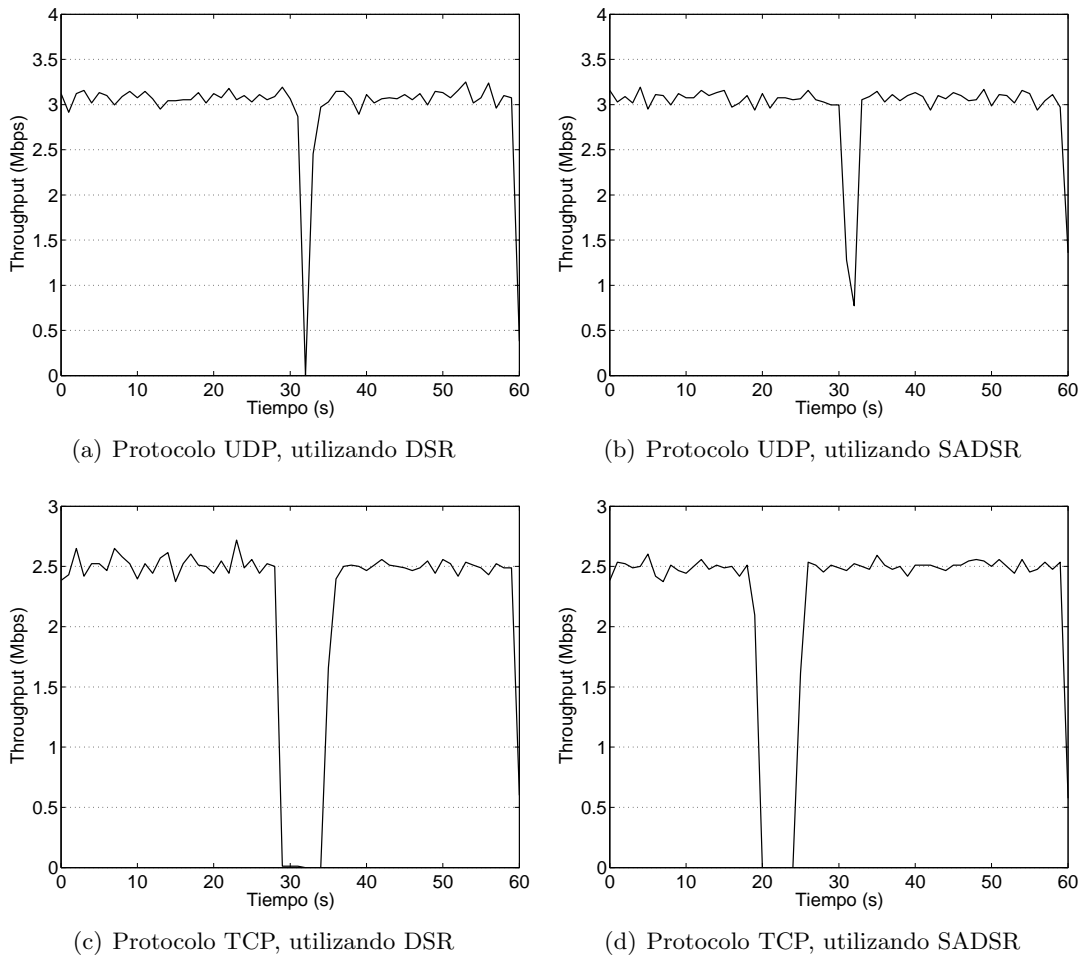 4
3.5
3
2.5
2
1.5
1
0.5
0
Throughput (Mbps)
0 10 20 30 40 50 60
Tiempo (s)
(a) Protocolo UDP, utilizando DSR
4
3.5
3
2.5
2
1.5
1
0.5
0
Throughput (Mbps)
0 10 20 30 40 50 60
Tiempo (s)
(b) Protocolo UDP, utilizando SADSR
3
2.5
2
1.5
1
0.5
0
Throughput (Mbps)
0 10 20 30 40 50 60
Tiempo (s)
(c) Protocolo TCP, utilizando DSR
3
2.5
2
1.5
1
0.5
0
Throughput (Mbps)
0 10 20 30 40 50 60
Tiempo (s)
(d) Protocolo TCP, utilizando SADSR